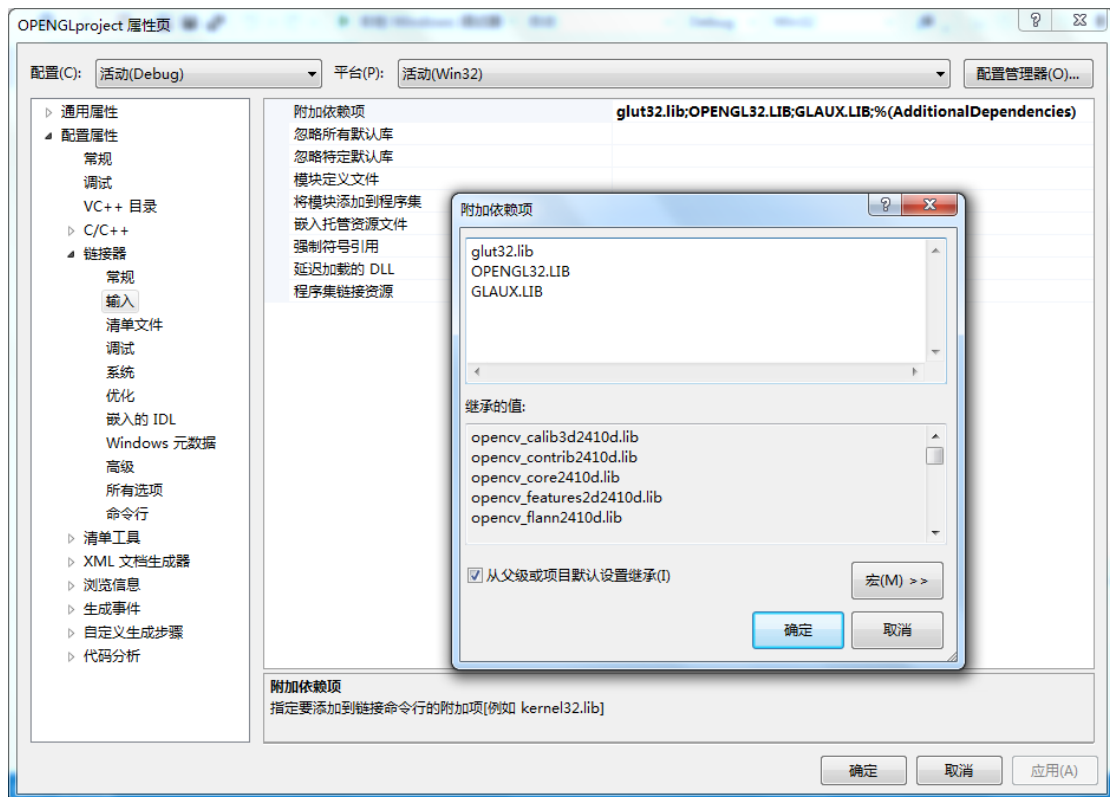 OPENGLproject 属性页
配置(C): 活动(Debug) 平台(P): 活动(Win32) 配置管理器(O)...
通用属性
配置属性
常规
调试
VC++ 目录
C/C++
链接器
常规
输入
清单文件
调试
系统
优化
嵌入的 IDL
Windows 元数据
高级
所有选项
命令行
清单工具
XML 文档生成器
浏览信息
生成事件
自定义生成步骤
代码分析
附加依赖项 glut32.lib;OPENGL32.LIB;GLAUX.LIB;%(AdditionalDependencies)
忽略所有默认库
忽略特定默认库
模块定义文件
将模块添加到程序集
嵌入托管资源文件
强制符号引用
延迟加载的 DLL
程序集链接资源
附加依赖项
glut32.lib
OPENGL32.LIB
GLAUX.LIB
继承的值:
opencv_calib3d2410d.lib
opencv_contrib2410d.lib
opencv_core2410d.lib
opencv_features2d2410d.lib
opencv_flann2410d.lib
从父级或项目默认设置继承(I)
宏(M) >>
确定 取消
附加依赖项
指定要添加到链接命令行的附加项[例如 kernel32.lib]
确定 取消 应用(A)